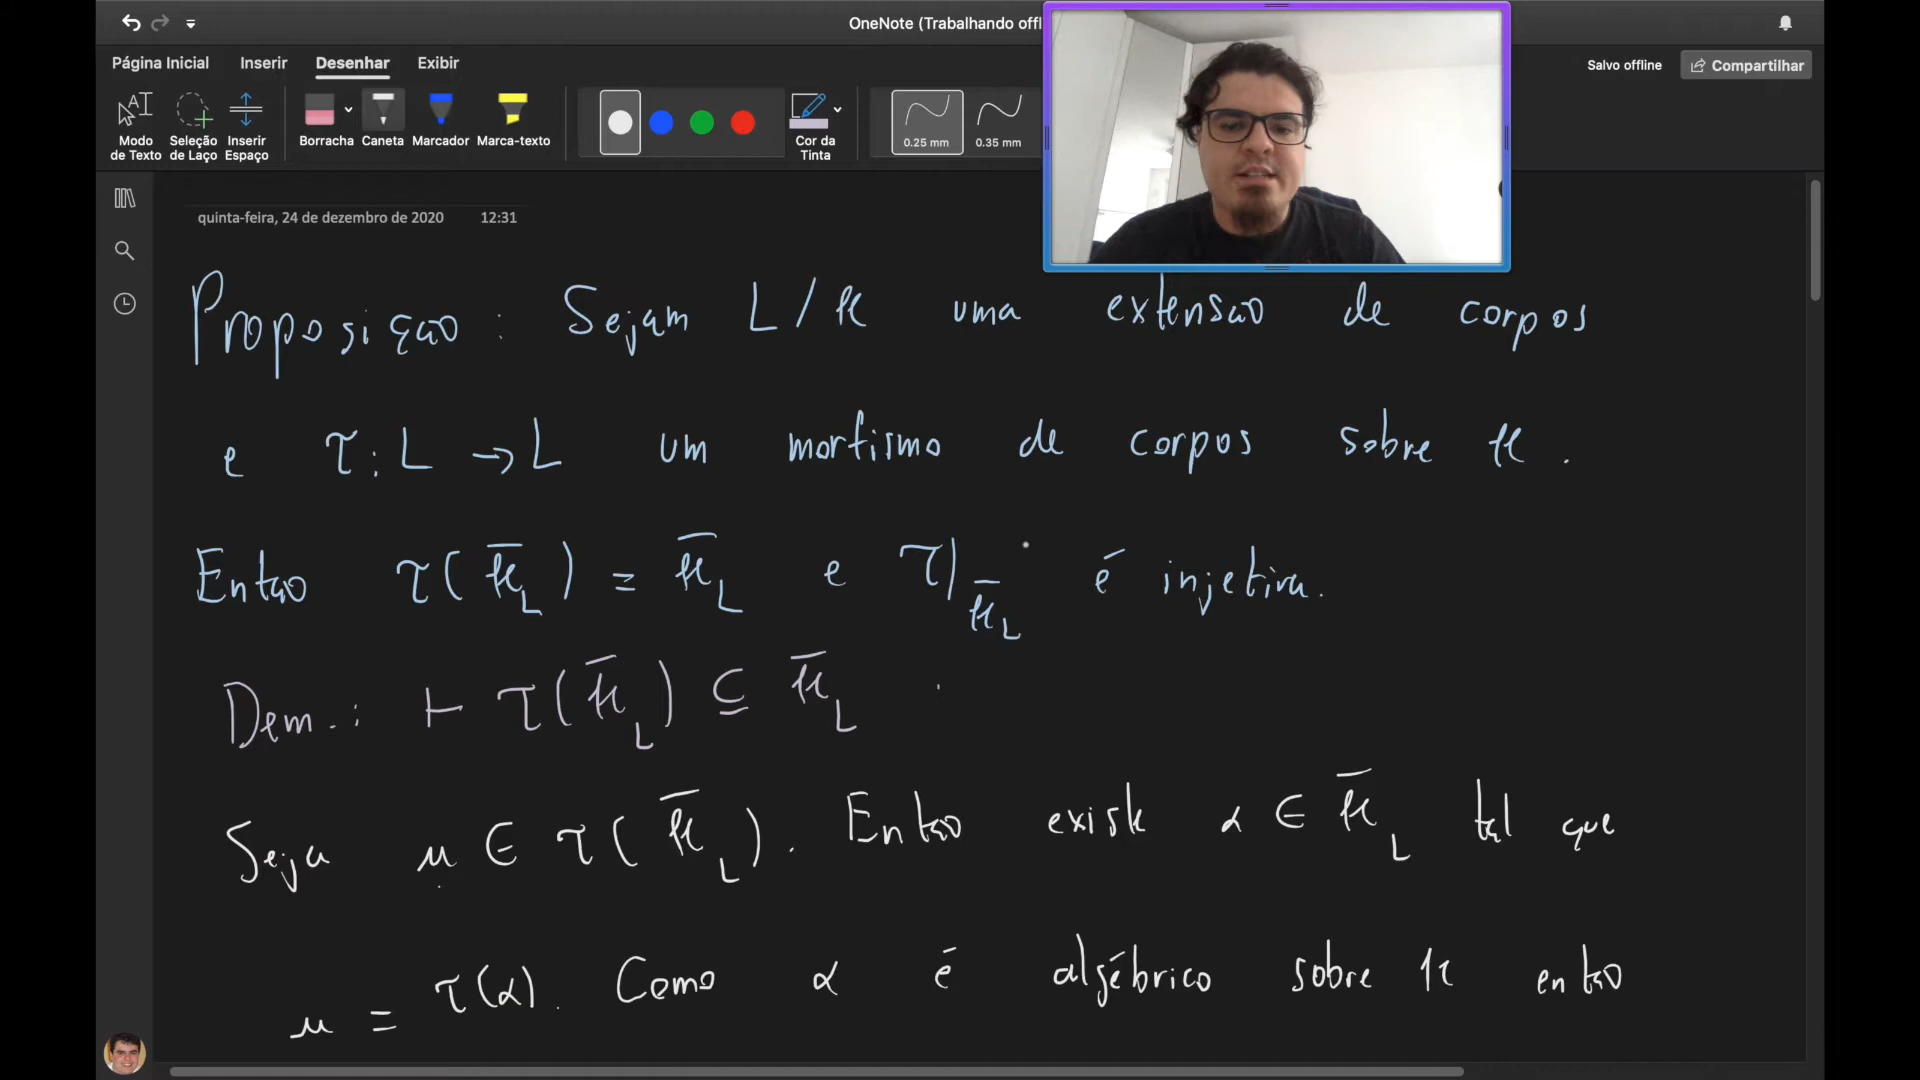 OneNote (Trabalhando offl
Página Inicial Inserir Desenhar Exibir
Salvo offline Compartilhar
Modo de Texto Seleção de Laço Inserir Espaço Borracha Caneta Marcador Marca-texto Cor da Tinta 0.25 mm 0.35 mm
quinta-feira, 24 de dezembro de 2020 12:31
Proposição: Sejam L/K uma extensão de corpos
e τ: L → L um morfismo de corpos sobre K.
Então τ(K̄_L) = K̄_L e τ|_K̄_L é injetiva.
Dem.: ⊢ τ(K̄_L) ⊆ K̄_L
Seja u ∈ τ(K̄_L). Então existe α ∈ K̄_L tal que
u = τ(α). Como α é algébrico sobre K então